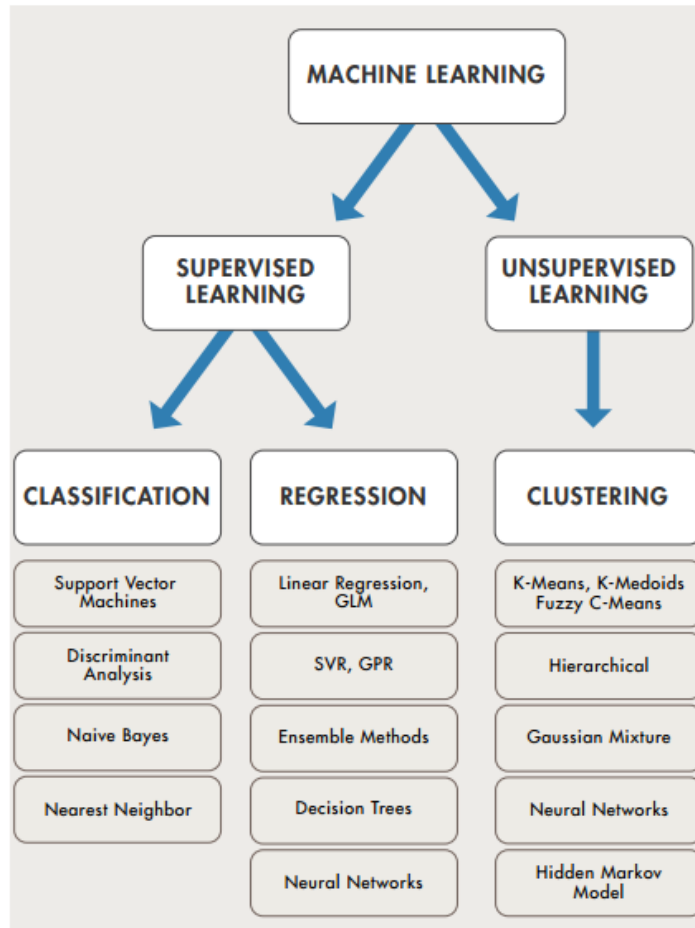 MACHINE LEARNING
SUPERVISED
LEARNING
UNSUPERVISED
LEARNING
CLASSIFICATION
REGRESSION
CLUSTERING
Support Vector
Machines
Linear Regression,
GLM
K-Means, K-Medoids
Fuzzy C-Means
Discriminant
Analysis
SVR, GPR
Hierarchical
Naive Bayes
Ensemble Methods
Gaussian Mixture
Nearest Neighbor
Decision Trees
Neural Networks
Neural Networks
Hidden Markov
Model